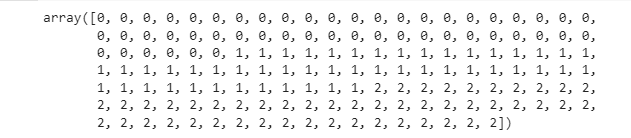 array([0, 0, 0, 0, 0, 0, 0, 0, 0, 0, 0, 0, 0, 0, 0, 0, 0, 0, 0, 0, 0, 0,
0, 0, 0, 0, 0, 0, 0, 0, 0, 0, 0, 0, 0, 0, 0, 0, 0, 0, 0, 0, 0, 0,
0, 0, 0, 0, 0, 0, 1, 1, 1, 1, 1, 1, 1, 1, 1, 1, 1, 1, 1, 1, 1, 1,
1, 1, 1, 1, 1, 1, 1, 1, 1, 1, 1, 1, 1, 1, 1, 1, 1, 1, 1, 1, 1, 1,
1, 1, 1, 1, 1, 1, 1, 1, 1, 1, 1, 1, 2, 2, 2, 2, 2, 2, 2, 2, 2, 2,
2, 2, 2, 2, 2, 2, 2, 2, 2, 2, 2, 2, 2, 2, 2, 2, 2, 2, 2, 2, 2, 2,
2, 2, 2, 2, 2, 2, 2, 2, 2, 2, 2, 2, 2, 2, 2, 2, 2, 2])